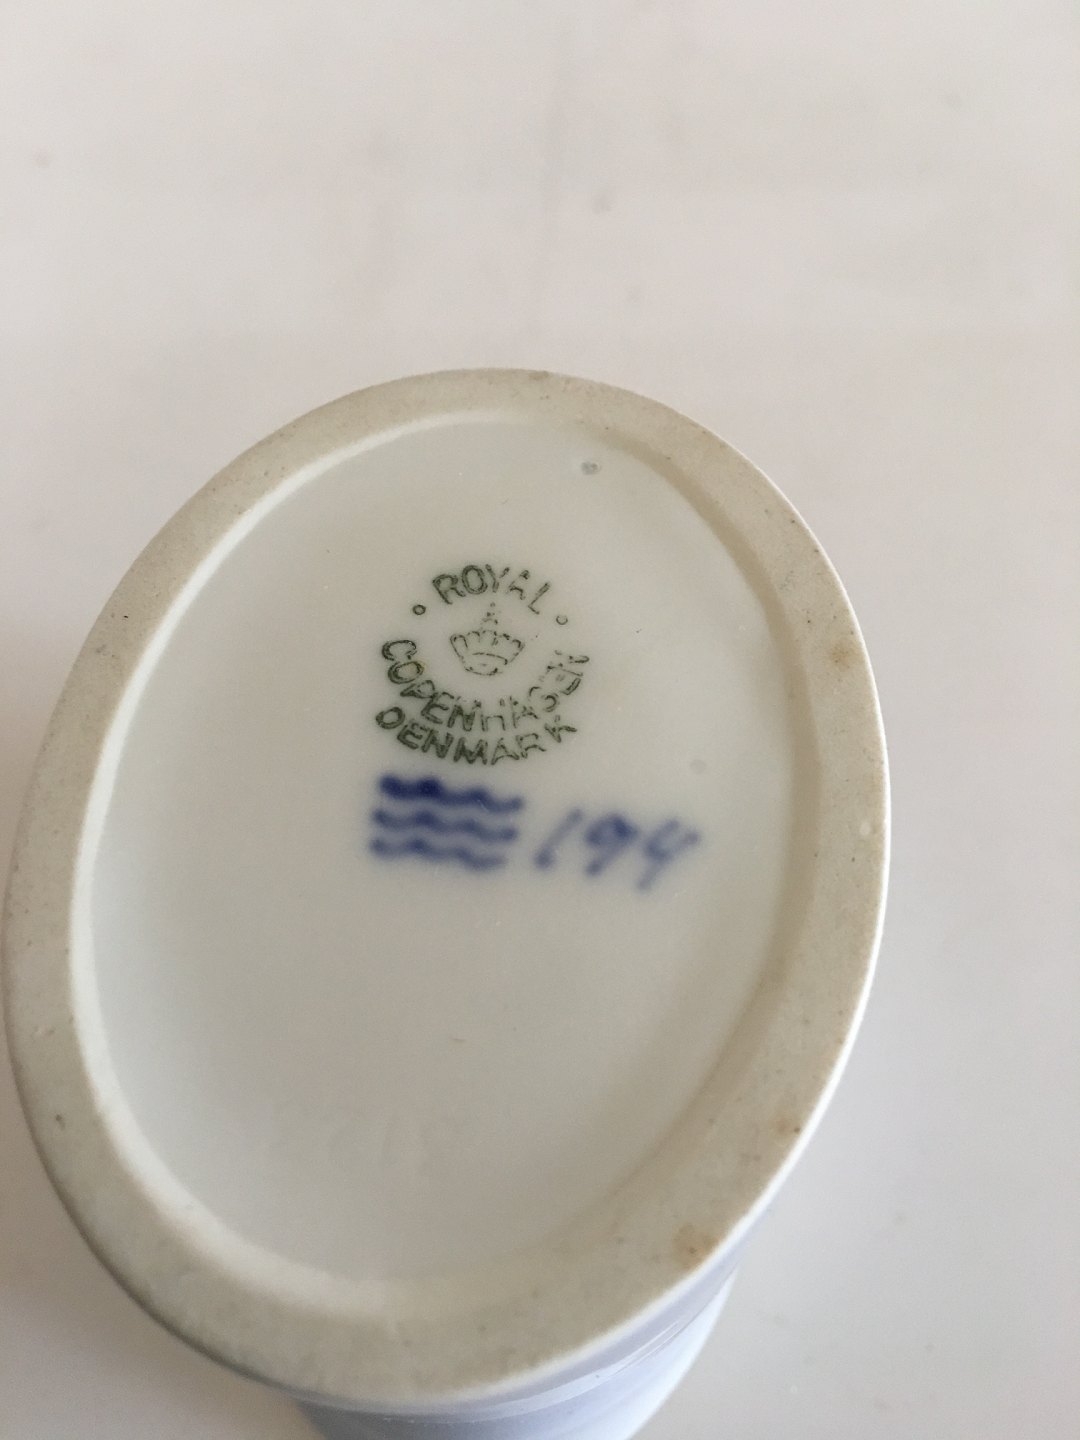 ROYAL
COPENHAGEN
DENMARK
194